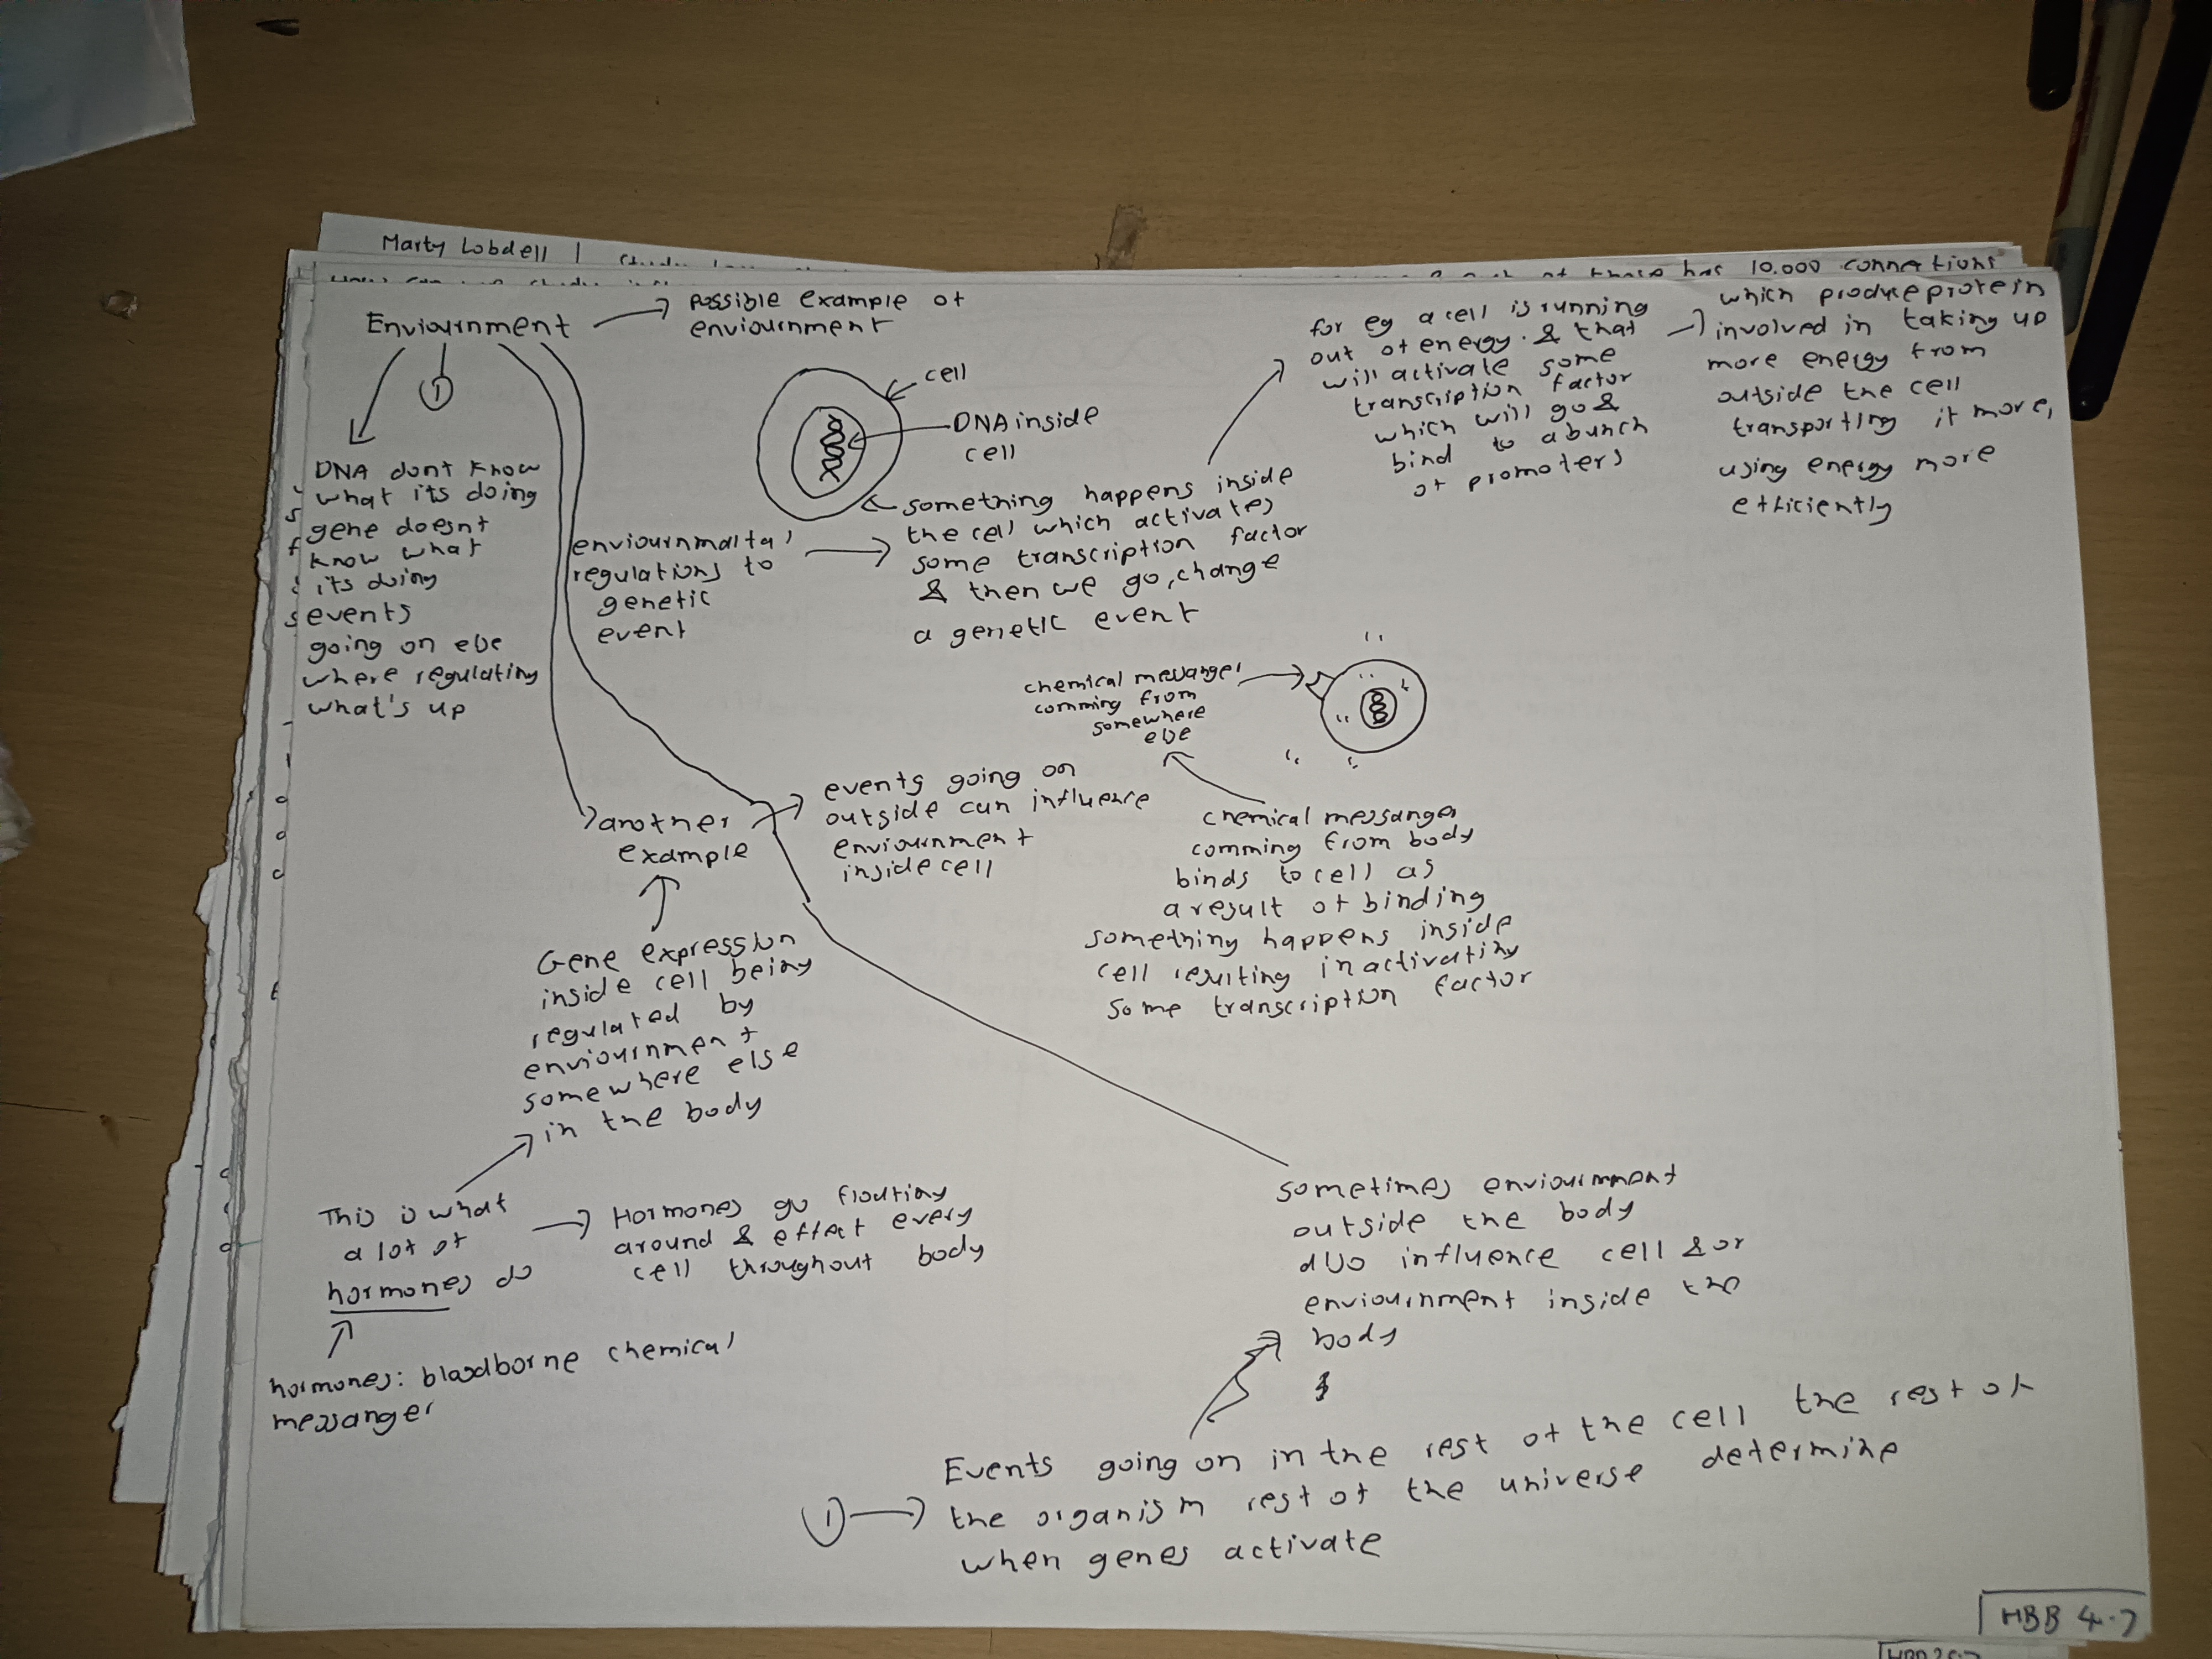 Marty Lobdell |
has 10,000 connections
Enviournment
possible example of
enviournment
1
DNA dont know
what its doing
gene doesnt
know what
its doing
events
going on else
where regulating
what's up
cell
DNA inside
cell
enviournmantal
regulations to
genetic
event
something happens inside
the cell which activates
some transcription factor
& then we go, change
a genetic event
for eg a cell is running
out of energy. & that
will activate some
transcription factor
which will go &
bind to a bunch
of promoters
which produce protein
involved in taking up
more energy from
outside the cell
transporting it more,
using energy more
efficiently
chemical messanger
comming from
somewhere
else
another
example
events going on
outside can influence
enviournment
inside cell
chemical messanger
comming from body
binds to cell as
a result of binding
something happens inside
cell resulting in activating
some transcription factor
Gene expression
inside cell being
regulated by
enviournment
somewhere else
in the body
This is what
a lot of
hormones do
Hormones go floating
around & effect every
cell throughout body
hormones: bloodborne chemical
messanger
sometimes enviournment
outside the body
also influence cell & or
enviournment inside the
body
1
Events going on in the rest of the cell the rest of
the organism rest of the universe determine
when genes activate
HBB 4.7